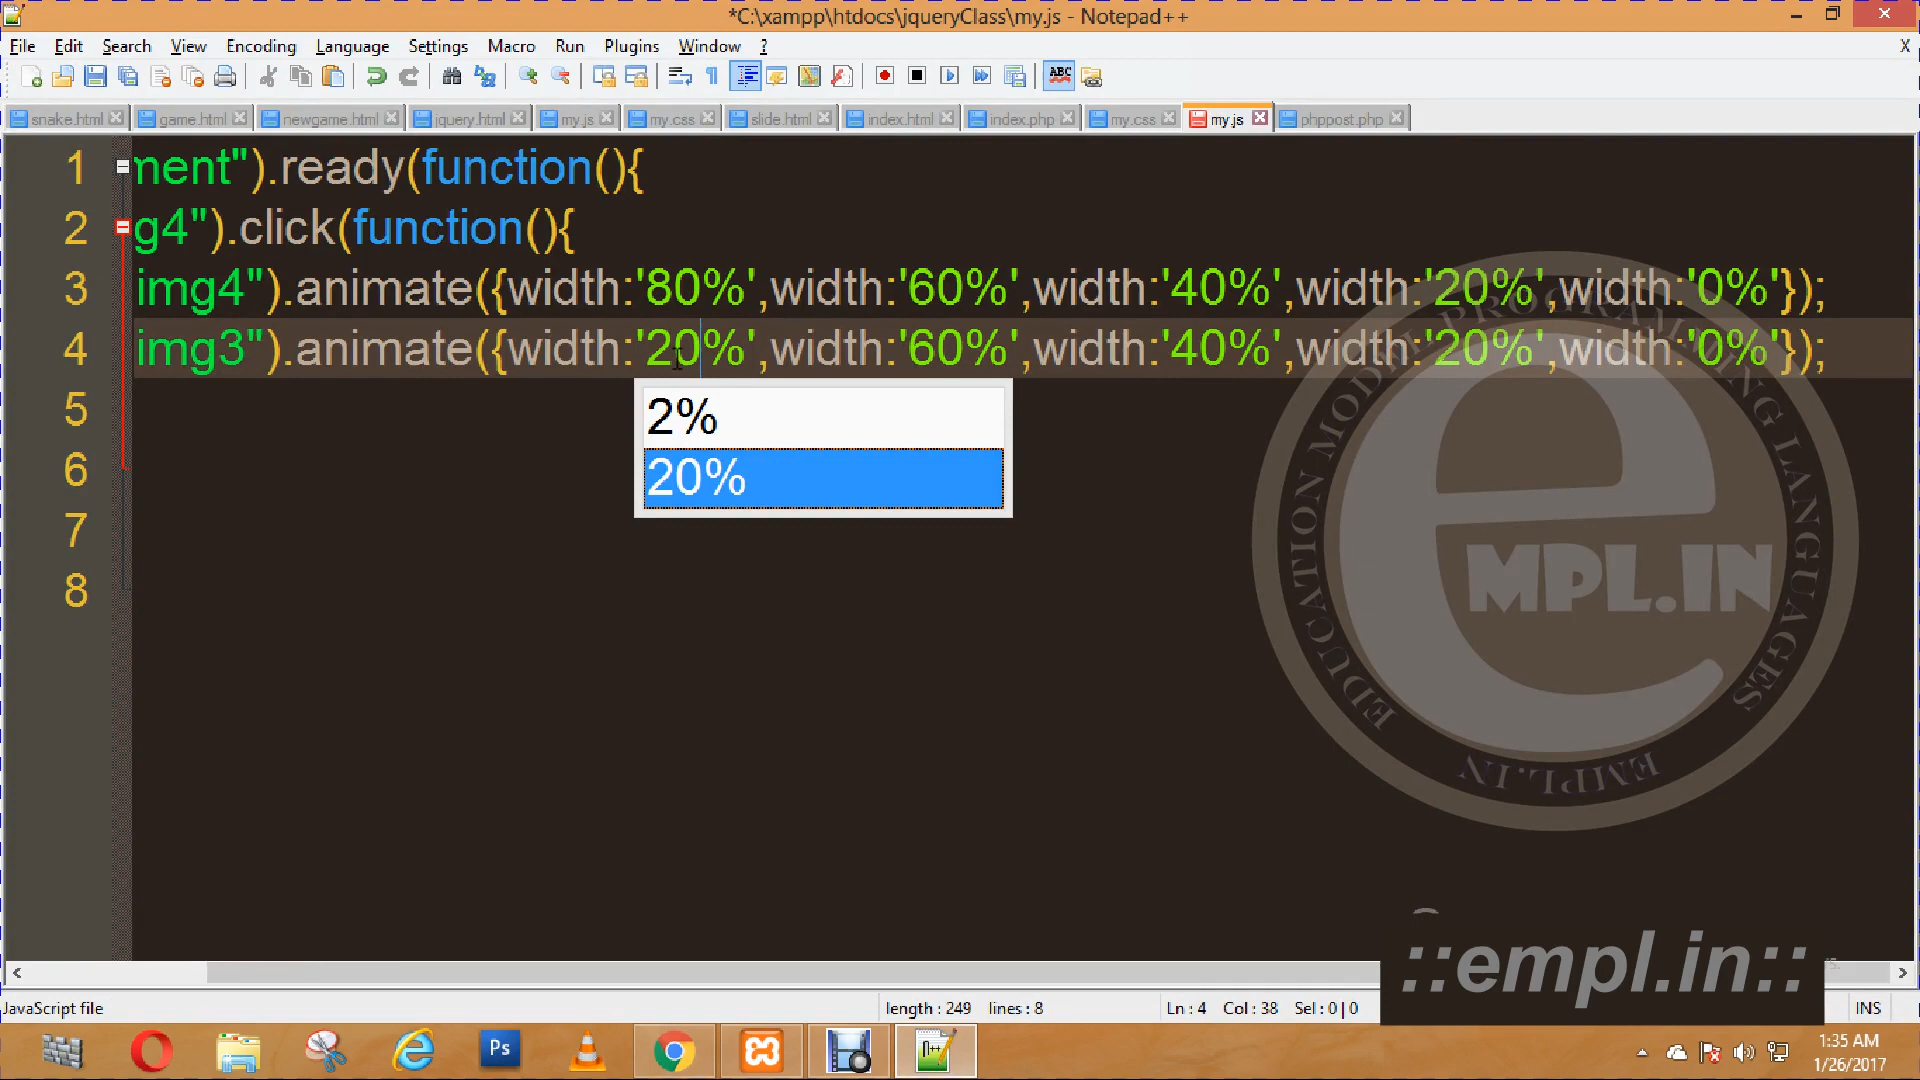 *C:\xampp\htdocs\jqueryClass\my.js - Notepad++
File Edit Search View Encoding Language Settings Macro Run Plugins Window ? X
ABC
snake.html game.html newgame.html jquery.html my.js my.css slide.html index.html index.php my.css my.js phppost.php
1 ment").ready(function(){
2 g4").click(function(){
3 img4").animate({width:'80%',width:'60%',width:'40%',width:'20%',width:'0%'});
4 img3").animate({width:'20%',width:'60%',width:'40%',width:'20%',width:'0%'});
5
2%
6
20%
7
8
EDUCATION MODEL PROGRAMING LANGUAGES
e
MPL.IN
EMPL.IN
::empl.in::
JavaScript file length : 249 lines : 8 Ln : 4 Col : 38 Sel : 0 | 0 INS
Ps
n++
1:35 AM
1/26/2017